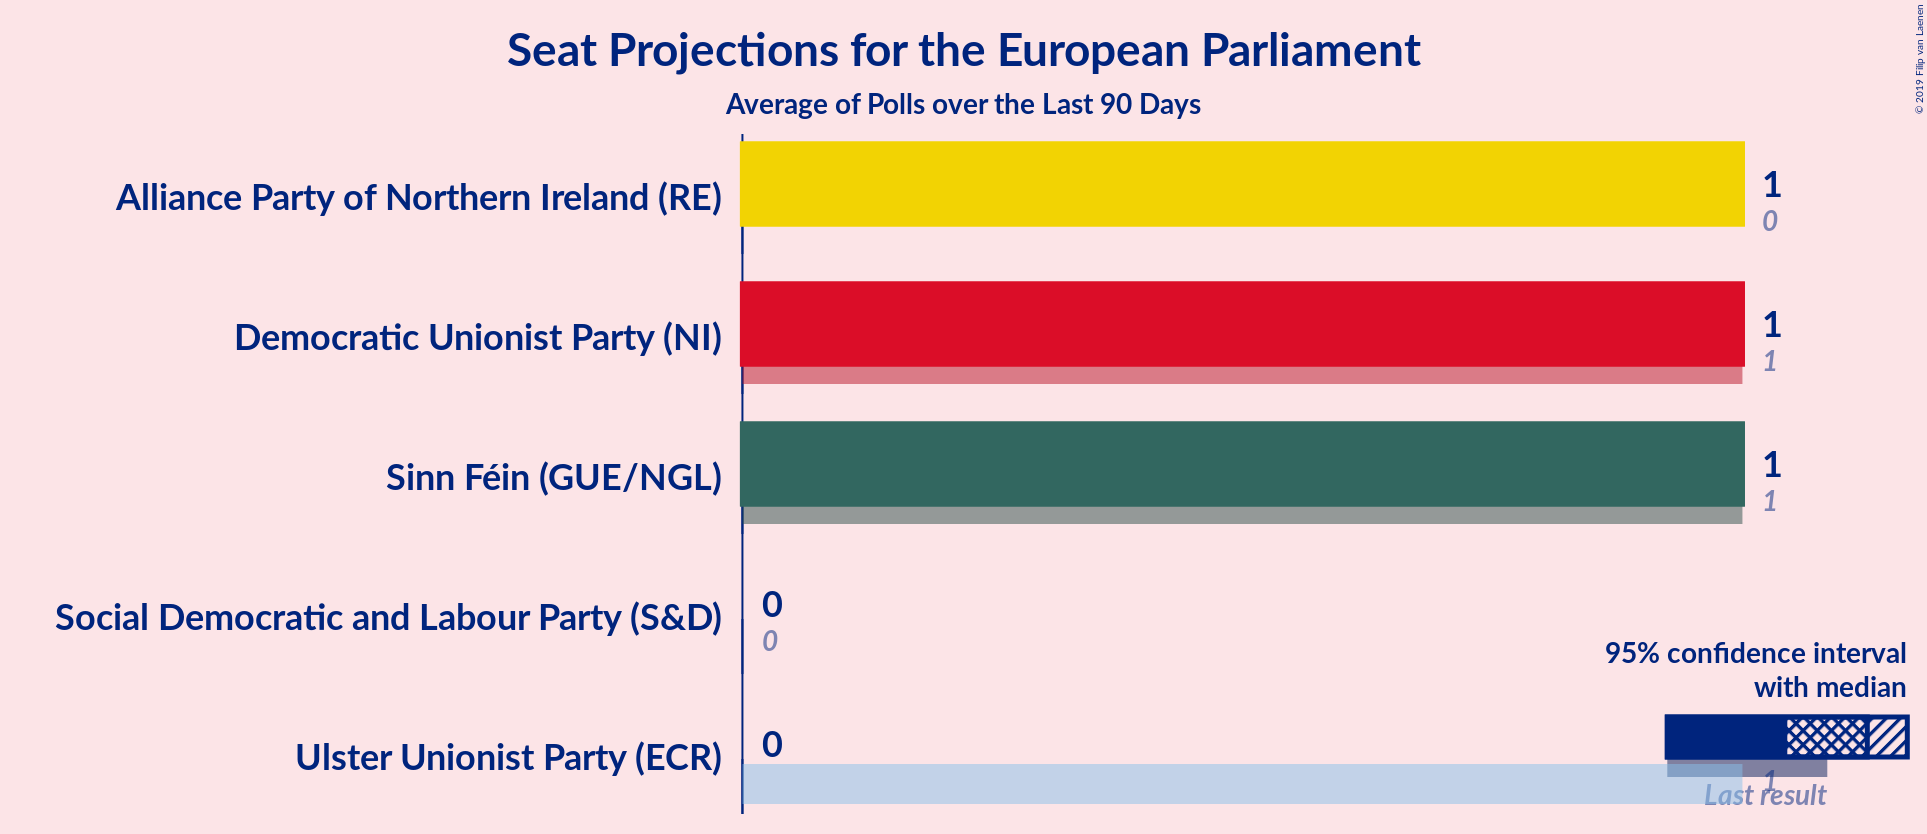 Seat Projections for the European Parliament
Average of Polls over the Last 90 Days
© 2019 Filip van Laenen
Alliance Party of Northern Ireland (RE)
1
0
Democratic Unionist Party (NI)
1
1
Sinn Féin (GUE/NGL)
1
1
Social Democratic and Labour Party (S&D)
0
0
Ulster Unionist Party (ECR)
0
1
95% confidence interval
with median
Last result